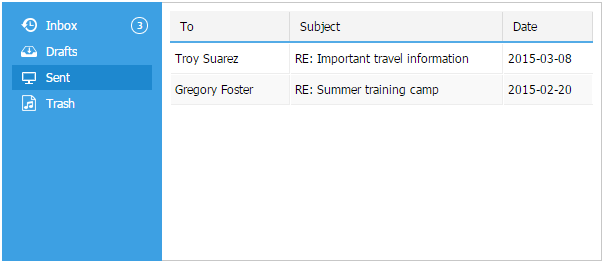 Inbox 3
Drafts
Sent
Trash
To Subject Date
Troy Suarez RE: Important travel information 2015-03-08
Gregory Foster RE: Summer training camp 2015-02-20